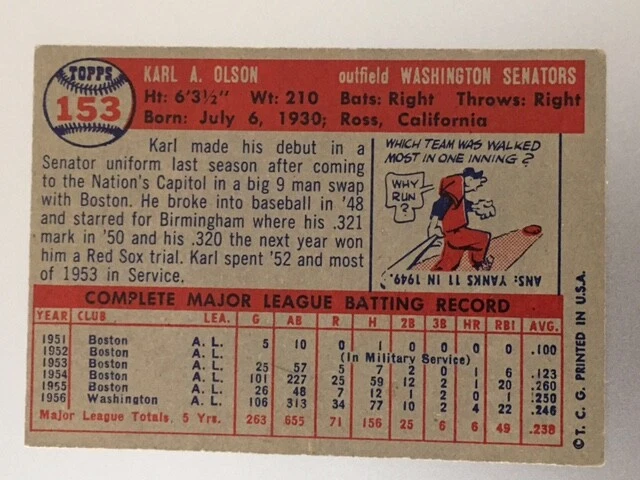 TOPPS
153
KARL A. OLSON outfield WASHINGTON SENATORS
Ht: 6'3½" Wt: 210 Bats: Right Throws: Right
Born: July 6, 1930; Ross, California
Karl made his debut in a
Senator uniform last season after coming
to the Nation's Capitol in a big 9 man swap
with Boston. He broke into baseball in '48
and starred for Birmingham where his .321
mark in '50 and his .320 the next year won
him a Red Sox trial. Karl spent '52 and most
of 1953 in Service.
WHICH TEAM WAS WALKED
MOST IN ONE INNING?
WHY
RUN
?
ANS: YANKS 11 IN 1949.
COMPLETE MAJOR LEAGUE BATTING RECORD
YEAR CLUB LEA. G AB R H 2B 3B HR RBI AVG.
1951 Boston A. L. 5 10 0 1 0 0 0 0 .100
1952 Boston A. L. (In Military Service)
1953 Boston A. L. 25 57 5 7 2 0 1 6 .123
1954 Boston A. L. 101 227 25 59 12 2 1 20 .260
1955 Boston A. L. 26 48 7 12 1 2 0 1 .250
1956 Washington A. L. 106 313 34 77 10 2 4 22 .246
Major League Totals, 5 Yrs. 263 655 71 156 25 6 6 49 .238
© T. C. G. PRINTED IN U.S.A.